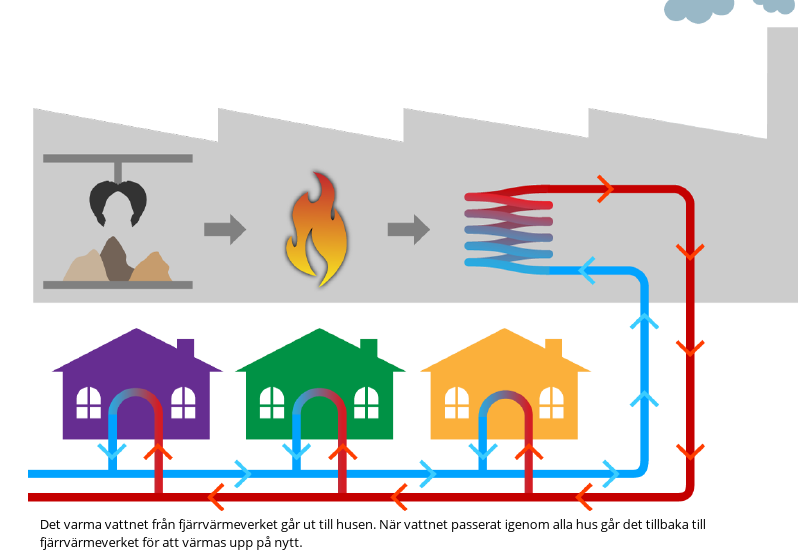 Det varma vattnet från fjärrvärmeverket går ut till husen. När vattnet passerat igenom alla hus går det tillbaka till
fjärrvärmeverket för att värmas upp på nytt.